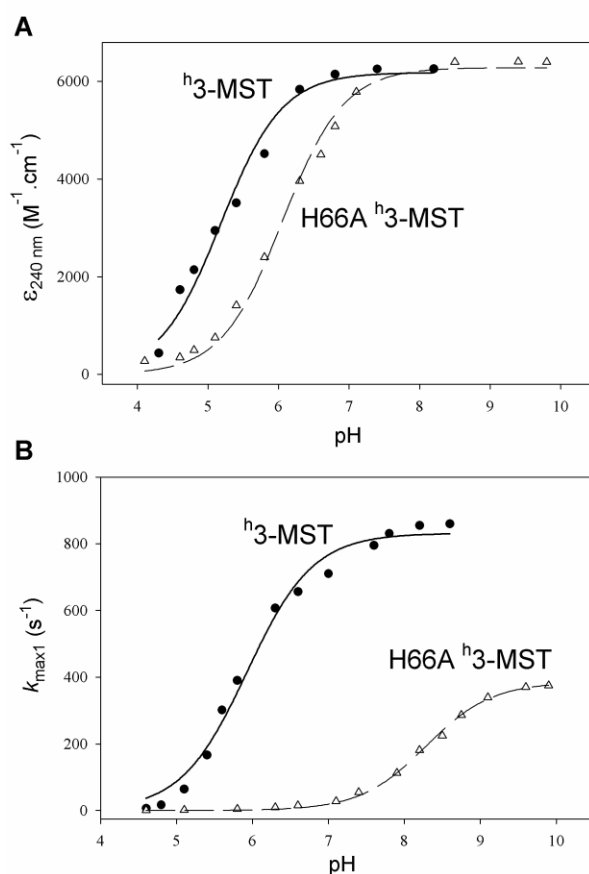 A
ʰ3-MST
H66A ʰ3-MST
ε240 nm (M⁻¹.cm⁻¹)
6000
4000
2000
0
4 5 6 7 8 9 10
pH
B
ʰ3-MST
H66A ʰ3-MST
kmax1 (s⁻¹)
1000
800
600
400
200
0
4 5 6 7 8 9 10
pH